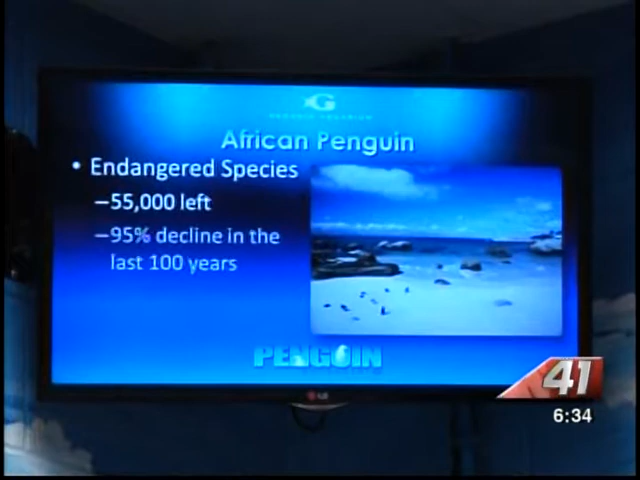 G
African Penguin
• Endangered Species
–55,000 left
–95% decline in the
last 100 years
PENGUIN
LG
41
6:34